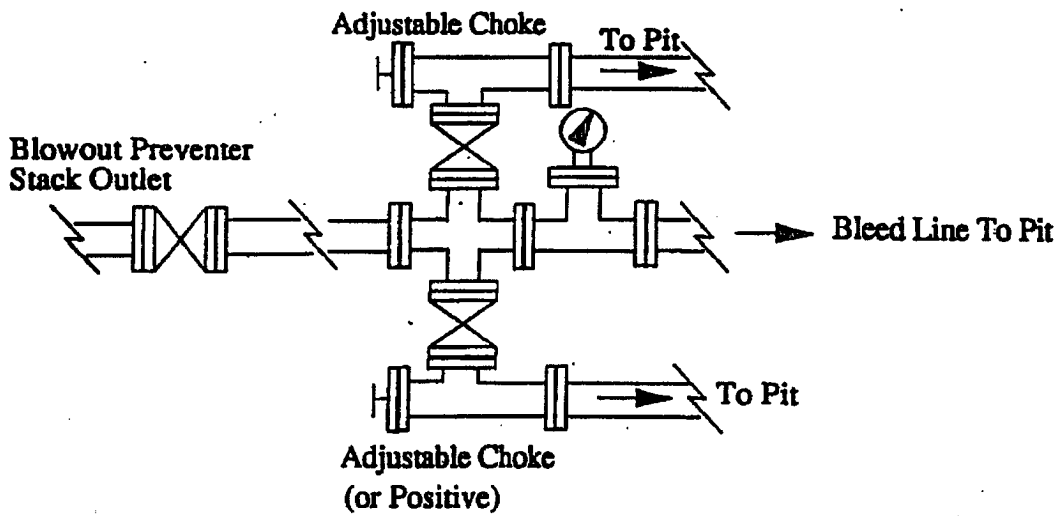 Adjustable Choke
To Pit
Blowout Preventer
Stack Outlet
Bleed Line To Pit
To Pit
Adjustable Choke
(or Positive)